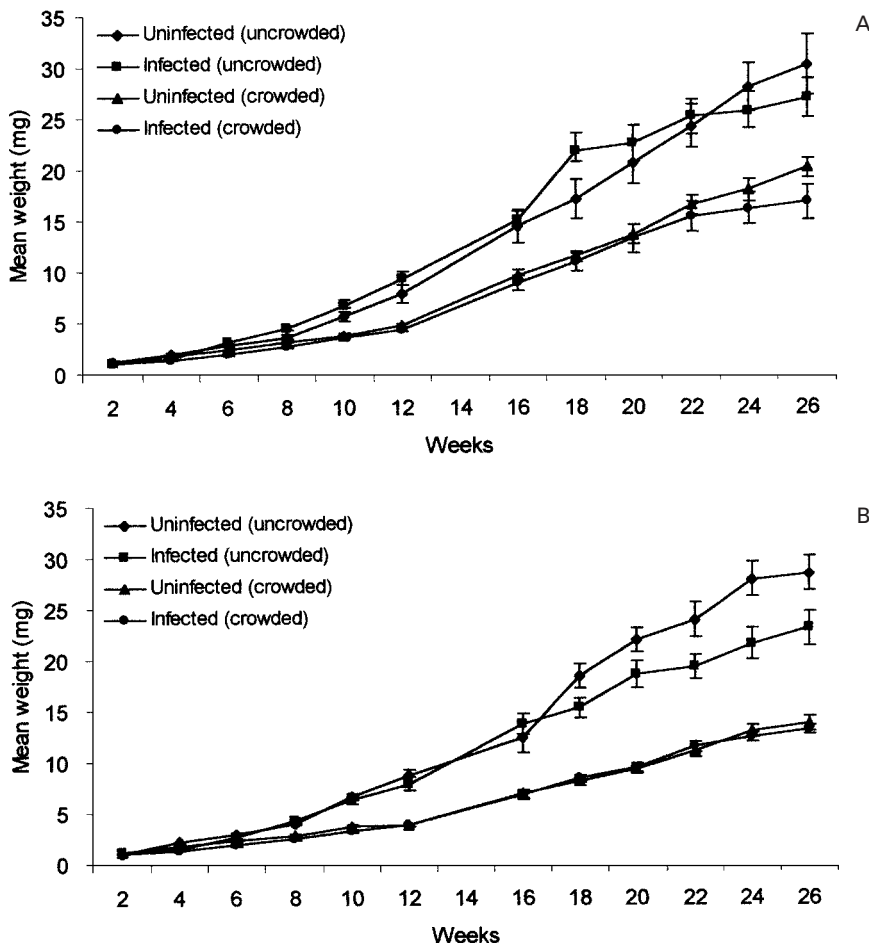 A
35
30
25
20
15
10
5
0
Mean weight (mg)
Uninfected (uncrowded)
Infected (uncrowded)
Uninfected (crowded)
Infected (crowded)
2 4 6 8 10 12 14 16 18 20 22 24 26
Weeks
B
35
30
25
20
15
10
5
0
Mean weight (mg)
Uninfected (uncrowded)
Infected (uncrowded)
Uninfected (crowded)
Infected (crowded)
2 4 6 8 10 12 14 16 18 20 22 24 26
Weeks